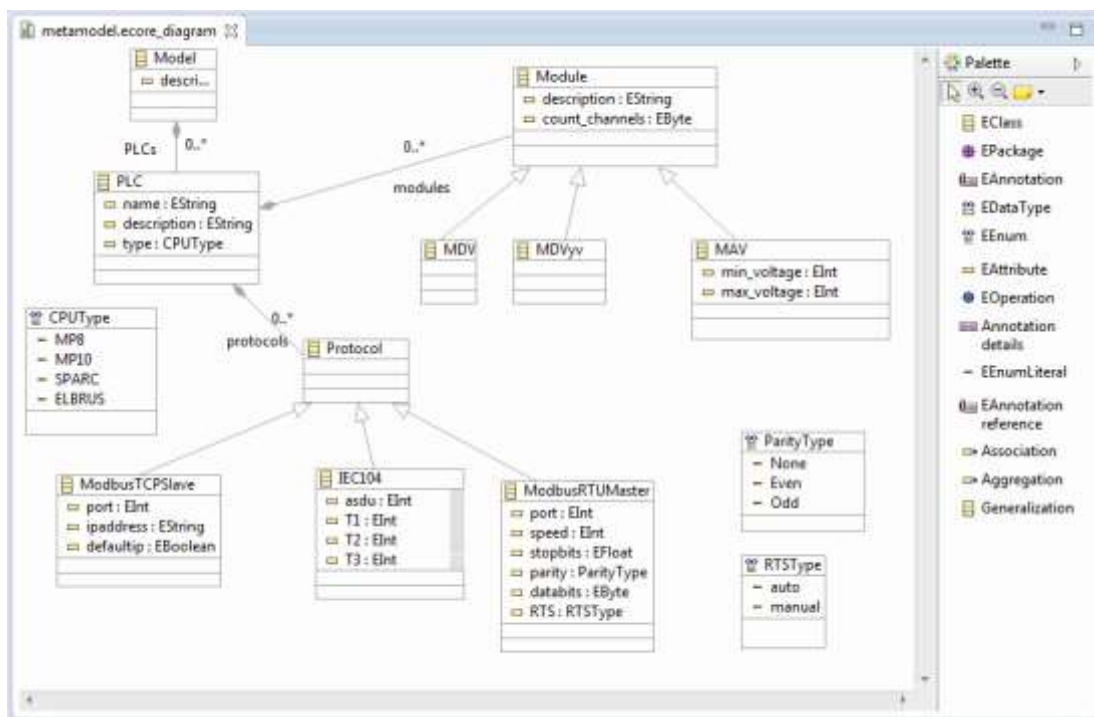 metamodel.ecore_diagram
Model
descri...
PLCs
0..*
PLC
name : EString
description : EString
type : CPUType
Module
description : EString
count_channels : EByte
0..*
modules
MDV
MDVyv
MAV
min_voltage : EInt
max_voltage : EInt
CPUType
MP8
MP10
SPARC
ELBRUS
0..*
protocols
Protocol
ModbusTCPSlave
port : EInt
ipaddress : EString
defaultip : EBoolean
IEC104
asdu : EInt
T1 : EInt
T2 : EInt
T3 : EInt
ModbusRTUMaster
port : EInt
speed : EInt
stopbits : EFloat
parity : ParityType
databits : EByte
RTS : RTSType
ParityType
None
Even
Odd
RTSType
auto
manual
Palette
EClass
EPackage
EAnnotation
EDataType
EEnum
EAttribute
EOperation
Annotation
details
EEnumLiteral
EAnnotation
reference
Association
Aggregation
Generalization